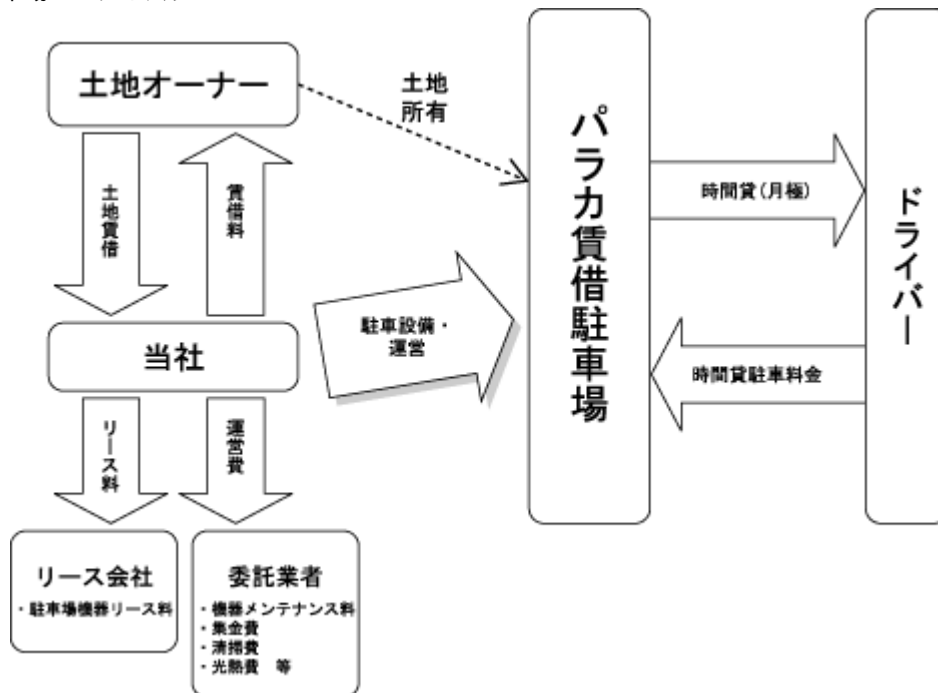 土地オーナー
土地
所有
土地賃借
賃借料
パラカ賃借駐車場
時間貸(月極)
ドライバー
当社
駐車設備・
運営
時間貸駐車料金
リース料
運営費
リース会社
・駐車場機器リース料
委託業者
・機器メンテナンス料
・集金費
・清掃費
・光熱費　等